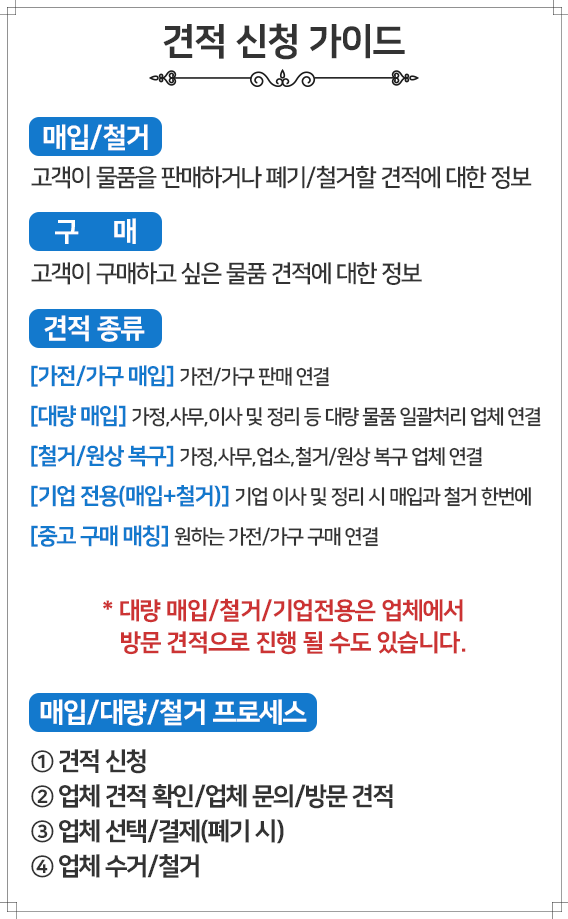 견적 신청 가이드
매입/철거
고객이 물품을 판매하거나 폐기/철거할 견적에 대한 정보
구 매
고객이 구매하고 싶은 물품 견적에 대한 정보
견적 종류
[가전/가구 매입] 가전/가구 판매 연결
[대량 매입] 가정,사무,이사 및 정리 등 대량 물품 일괄처리 업체 연결
[철거/원상 복구] 가정,사무,업소,철거/원상 복구 업체 연결
[기업 전용(매입+철거)] 기업 이사 및 정리 시 매입과 철거 한번에
[중고 구매 매칭] 원하는 가전/가구 구매 연결
* 대량 매입/철거/기업전용은 업체에서
방문 견적으로 진행 될 수도 있습니다.
매입/대량/철거 프로세스
① 견적 신청
② 업체 견적 확인/업체 문의/방문 견적
③ 업체 선택/결제(폐기 시)
④ 업체 수거/철거